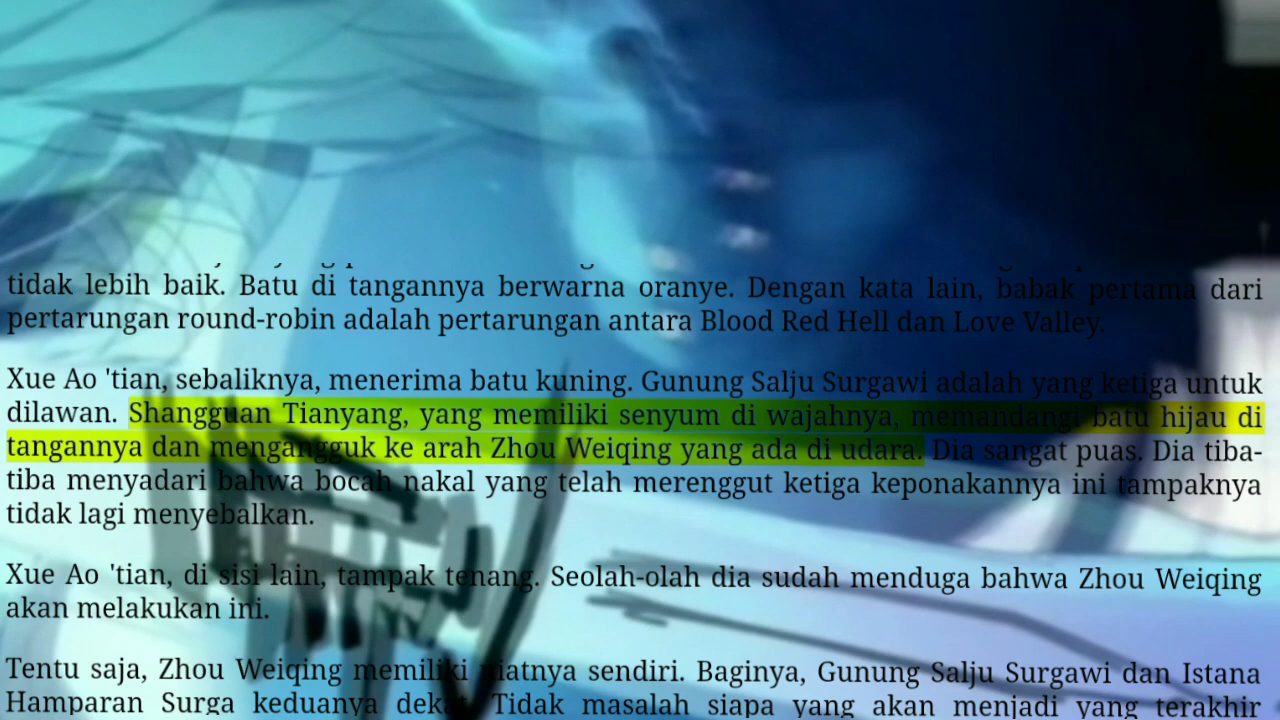 tidak lebih baik. Batu di tangannya berwarna oranye. Dengan kata lain, babak pertama dari
pertarungan round-robin adalah pertarungan antara Blood Red Hell dan Love Valley.
Xue Ao 'tian, sebaliknya, menerima batu kuning. Gunung Salju Surgawi adalah yang ketiga untuk
dilawan. Shangguan Tianyang, yang memiliki senyum di wajahnya, memandangi batu hijau di
tangannya dan mengangguk ke arah Zhou Weiqing yang ada di udara. Dia sangat puas. Dia tiba-
tiba menyadari bahwa bocah nakal yang telah merenggut ketiga keponakannya ini tampaknya
tidak lagi menyebalkan.
Xue Ao 'tian, di sisi lain, tampak tenang. Seolah-olah dia sudah menduga bahwa Zhou Weiqing
akan melakukan ini.
Tentu saja, Zhou Weiqing memiliki niatnya sendiri. Baginya, Gunung Salju Surgawi dan Istana
Hamparan Surga keduanya dekat. Tidak masalah siapa yang akan menjadi yang terakhir